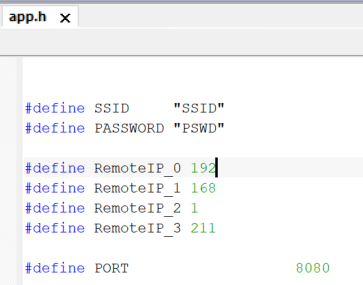 app.h x
#define SSID     "SSID"
#define PASSWORD "PSWD"
#define RemoteIP_0 192
#define RemoteIP_1 168
#define RemoteIP_2 1
#define RemoteIP_3 211
#define PORT                    8080